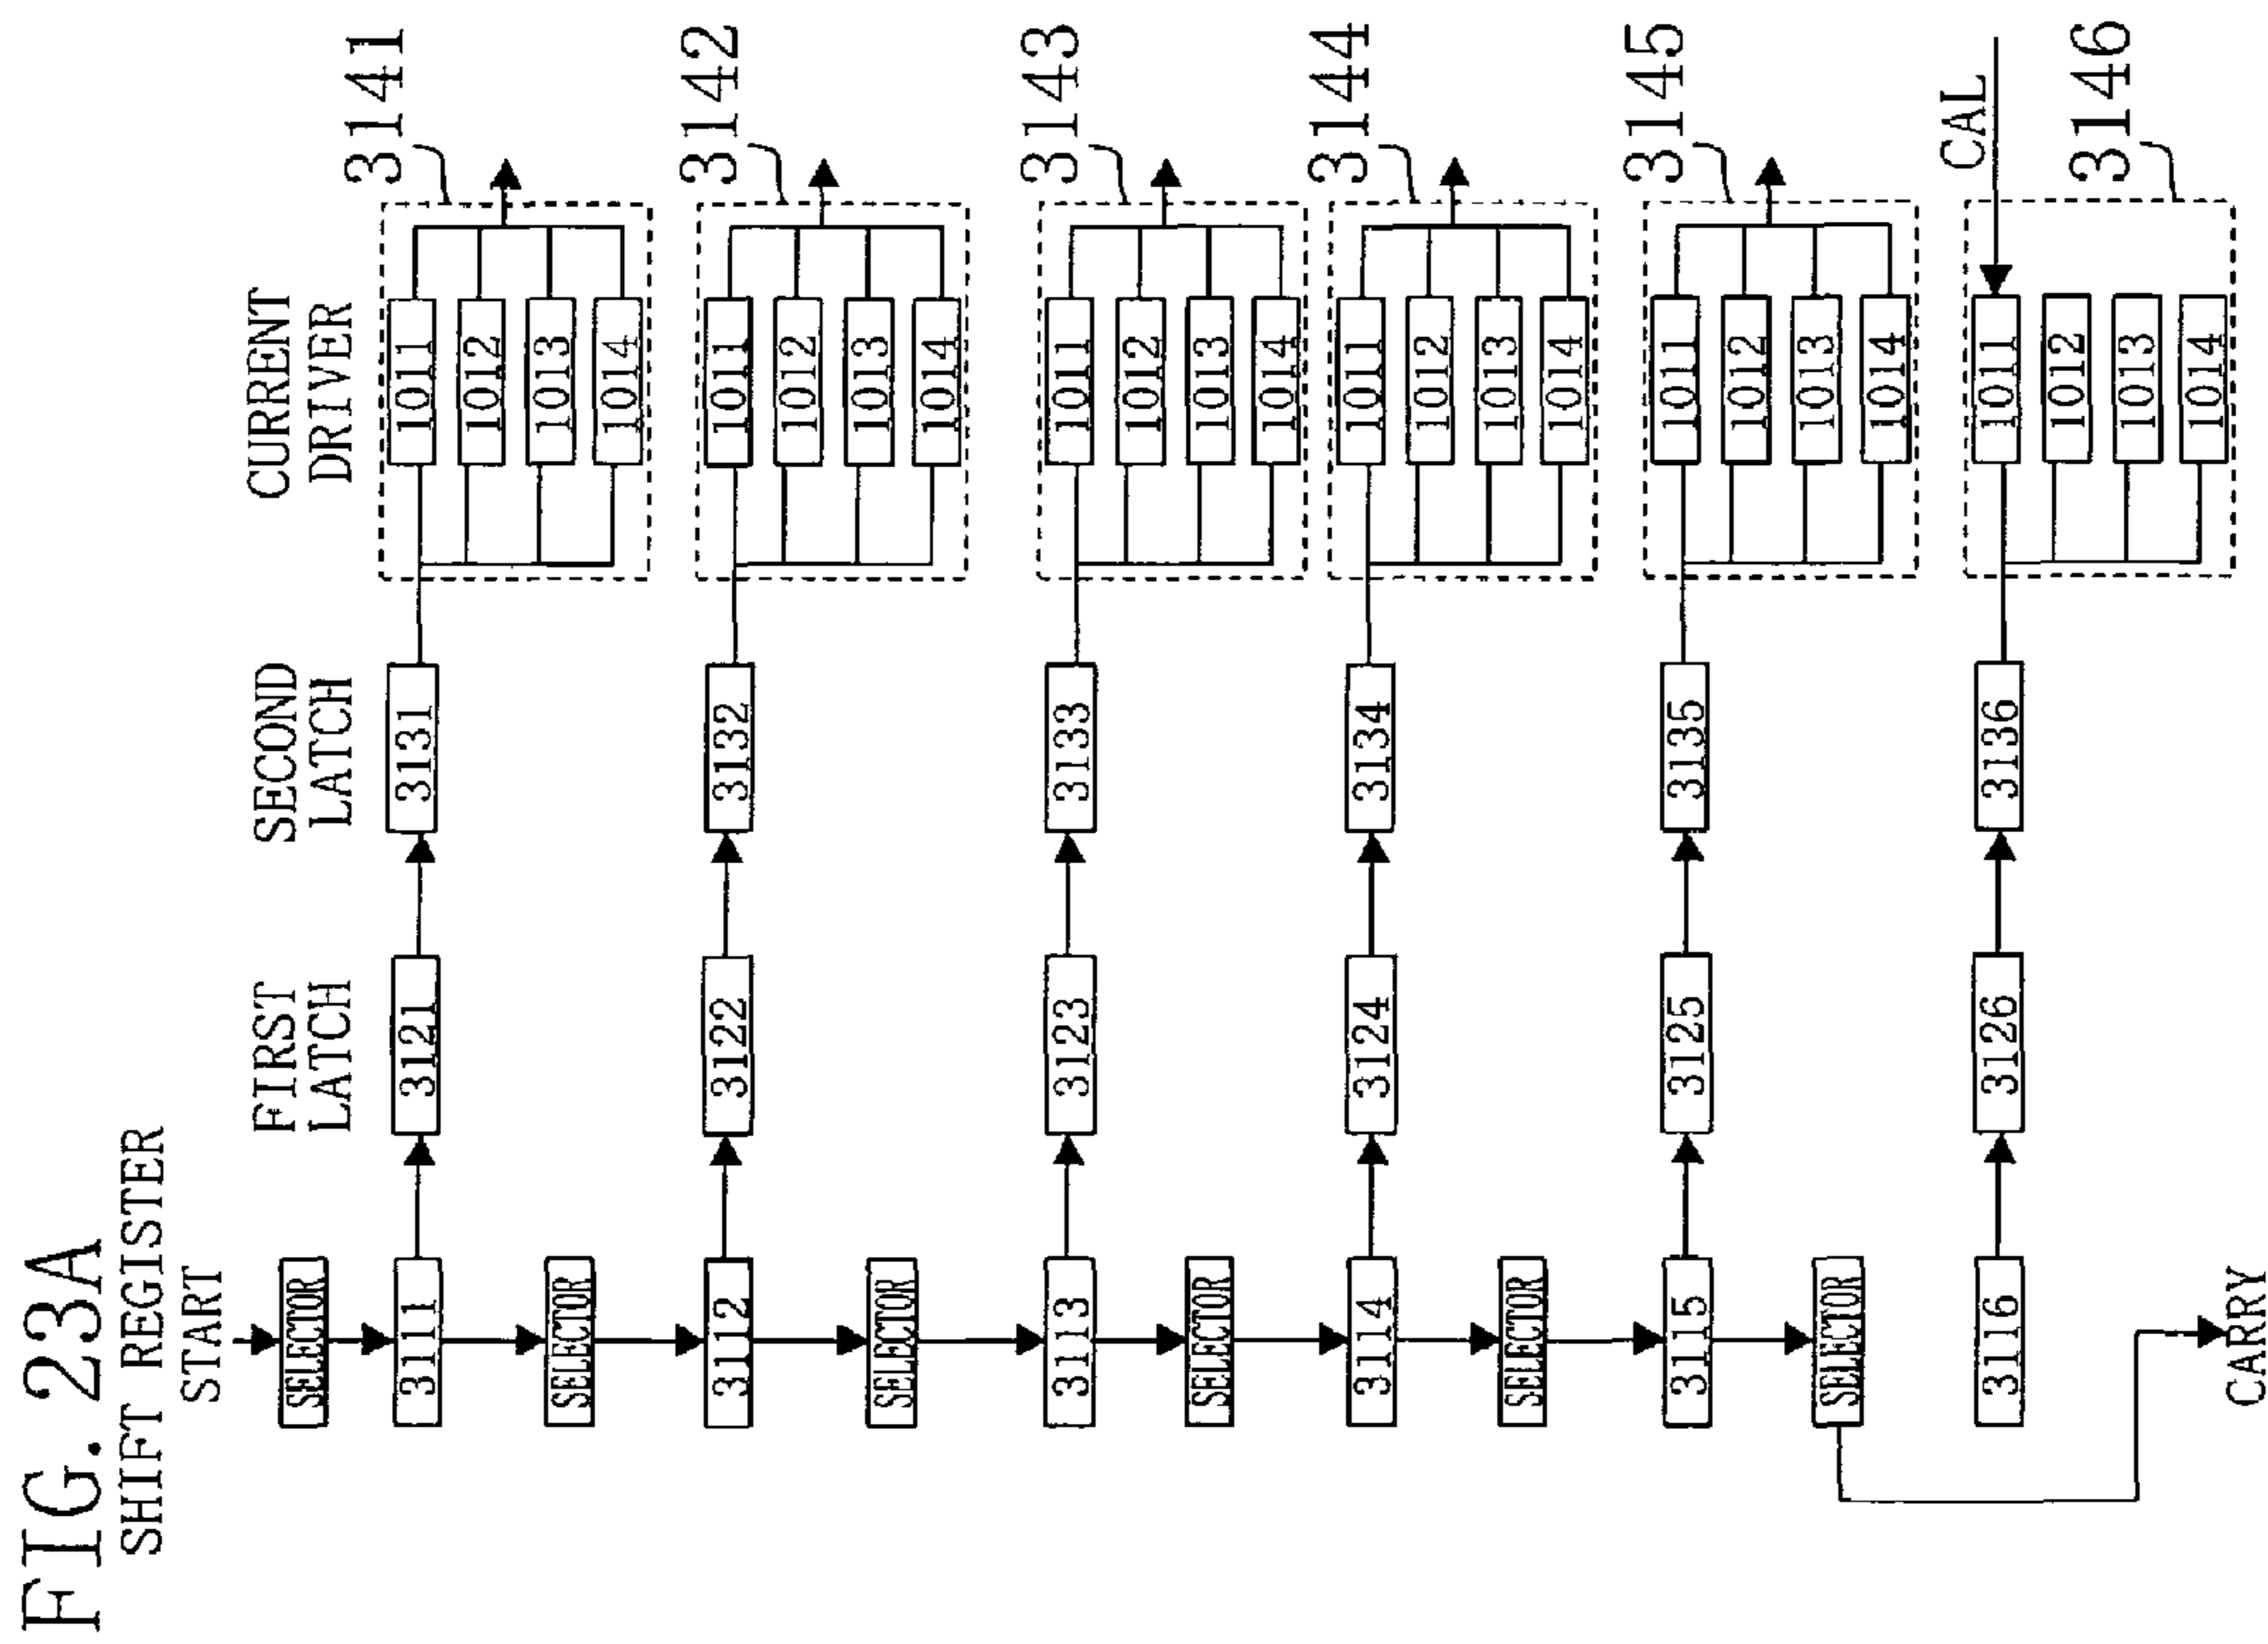 FIG. 23A
SHIFT REGISTER
START
FIRST
LATCH
SECOND
LATCH
CURRENT
DRIVER
SELECTOR
3111
3121
3131
1011
1012
1013
1014
3141
SELECTOR
3112
3122
3132
1011
1012
1013
1014
3142
SELECTOR
3113
3123
3133
1011
1012
1013
1014
3143
SELECTOR
3114
3124
3134
1011
1012
1013
1014
3144
SELECTOR
3115
3125
3135
1011
1012
1013
1014
3145
SELECTOR
3116
3126
3136
1011
1012
1013
1014
CAL
3146
CARRY